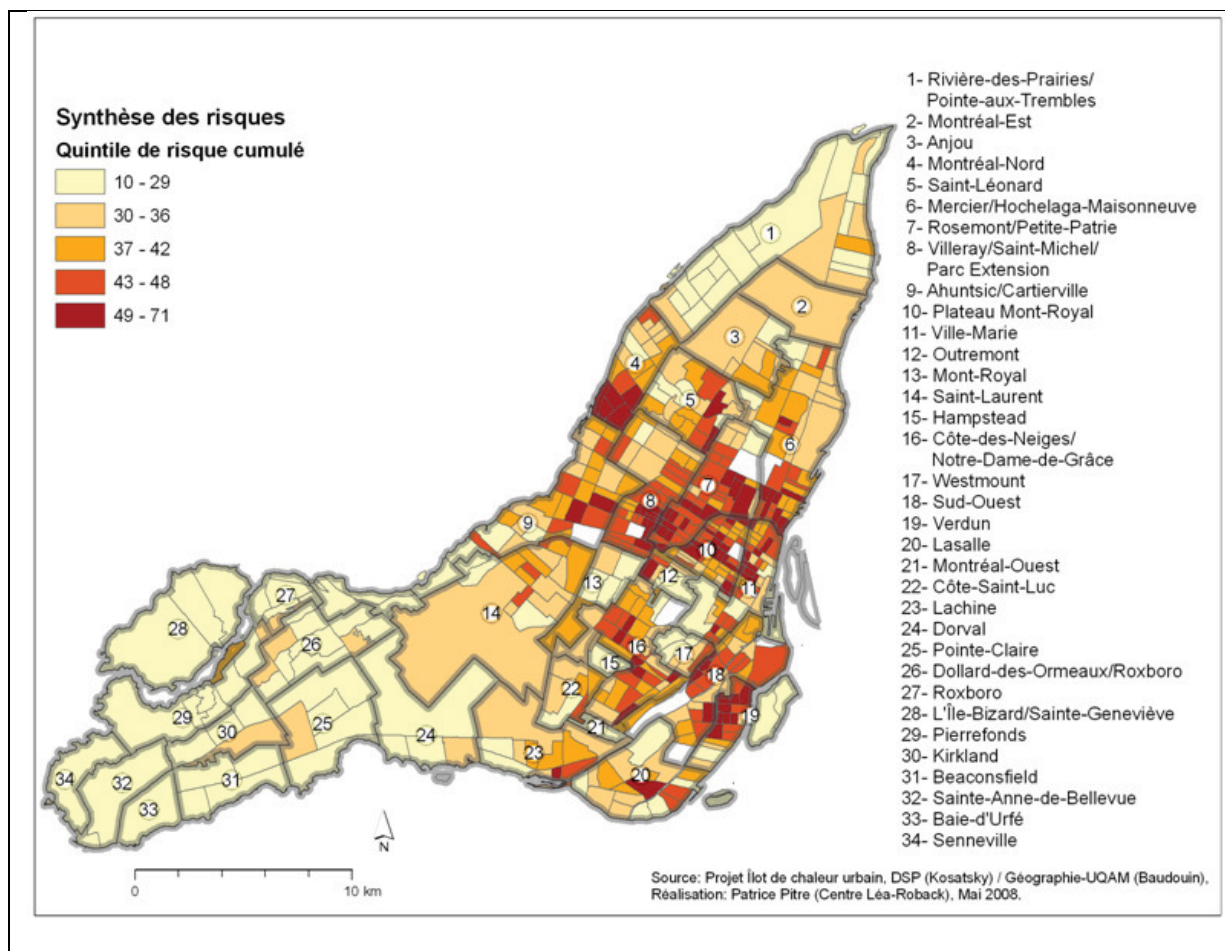 Synthèse des risques
Quintile de risque cumulé
10 - 29
30 - 36
37 - 42
43 - 48
49 - 71
1- Rivière-des-Prairies/
Pointe-aux-Trembles
2- Montréal-Est
3- Anjou
4- Montréal-Nord
5- Saint-Léonard
6- Mercier/Hochelaga-Maisonneuve
7- Rosemont/Petite-Patrie
8- Villeray/Saint-Michel/
Parc Extension
9- Ahuntsic/Cartierville
10- Plateau Mont-Royal
11- Ville-Marie
12- Outremont
13- Mont-Royal
14- Saint-Laurent
15- Hampstead
16- Côte-des-Neiges/
Notre-Dame-de-Grâce
17- Westmount
18- Sud-Ouest
19- Verdun
20- Lasalle
21- Montréal-Ouest
22- Côte-Saint-Luc
23- Lachine
24- Dorval
25- Pointe-Claire
26- Dollard-des-Ormeaux/Roxboro
27- Roxboro
28- L'Île-Bizard/Sainte-Geneviève
29- Pierrefonds
30- Kirkland
31- Beaconsfield
32- Sainte-Anne-de-Bellevue
33- Baie-d'Urfé
34- Senneville
1
2
3
4
5
6
7
8
9
10
11
12
13
14
15
16
17
18
19
20
21
22
23
24
25
26
27
28
29
30
31
32
33
34
N
0 10 km
Source: Projet Îlot de chaleur urbain, DSP (Kosatsky) / Géographie-UQAM (Baudouin),
Réalisation: Patrice Pitre (Centre Léa-Roback), Mai 2008.